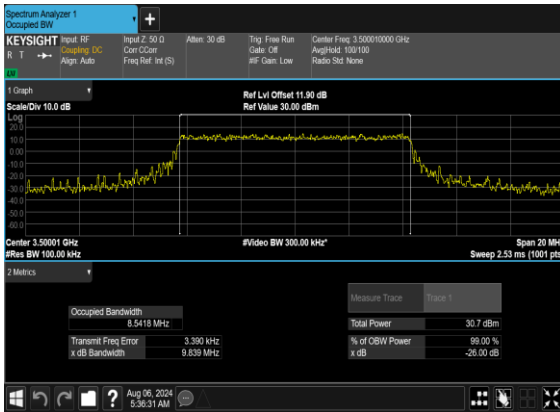 Spectrum Analyzer 1
Occupied BW
+
KEYSIGHT
R T
LXI
Input: RF
Coupling: DC
Align: Auto
Input Z: 50 Ω
Corr CCorr
Freq Ref: Int (S)
Atten: 30 dB
Trig: Free Run
Gate: Off
#IF Gain: Low
Center Freq: 3.500010000 GHz
Avg|Hold: 100/100
Radio Std: None
1 Graph
Scale/Div 10.0 dB
Ref Lvl Offset 11.90 dB
Ref Value 30.00 dBm
Log
20.0
10.0
0.00
-10.0
-20.0
-30.0
-40.0
-50.0
-60.0
Center 3.50001 GHz
#Res BW 100.00 kHz
#Video BW 300.00 kHz*
Span 20 MH
Sweep 2.53 ms (1001 pts
2 Metrics
Measure Trace
Trace 1
Occupied Bandwidth
8.5418 MHz
Total Power
30.7 dBm
Transmit Freq Error
3.390 kHz
% of OBW Power
99.00 %
x dB Bandwidth
9.839 MHz
x dB
-26.00 dB
?
Aug 06, 2024
5:36:31 AM